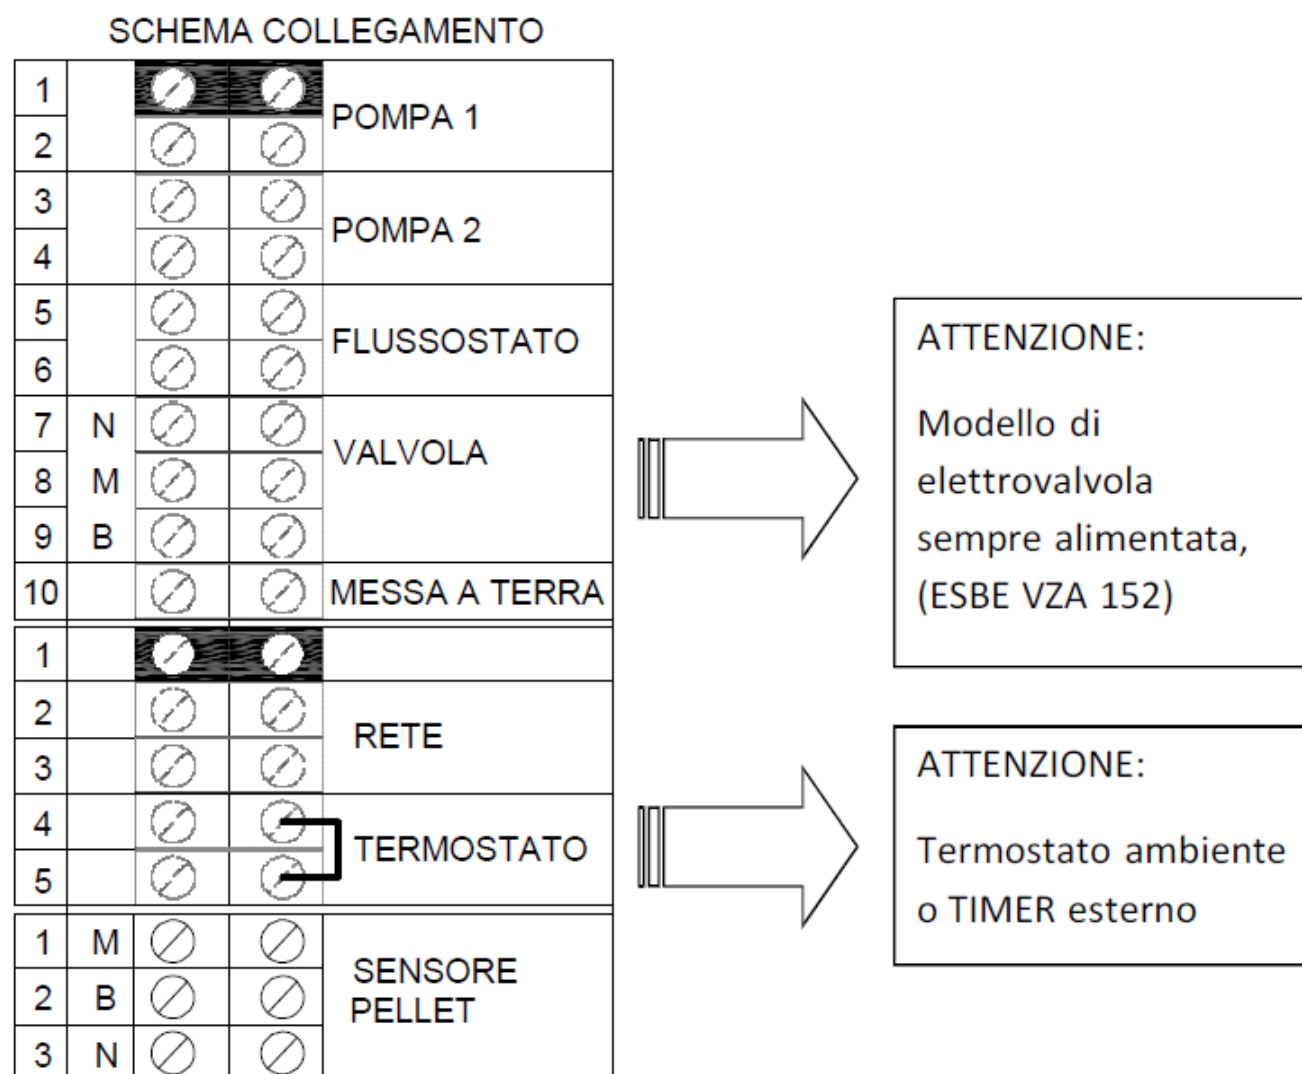 SCHEMA COLLEGAMENTO
1
POMPA 1
2
3
POMPA 2
4
5
FLUSSOSTATO
6
7 N
VALVOLA
8 M
9 B
10 MESSA A TERRA
1
2
RETE
3
4
TERMOSTATO
5
1 M
SENSORE
2 B
PELLET
3 N
ATTENZIONE:
Modello di
elettrovalvola
sempre alimentata,
(ESBE VZA 152)
ATTENZIONE:
Termostato ambiente
o TIMER esterno